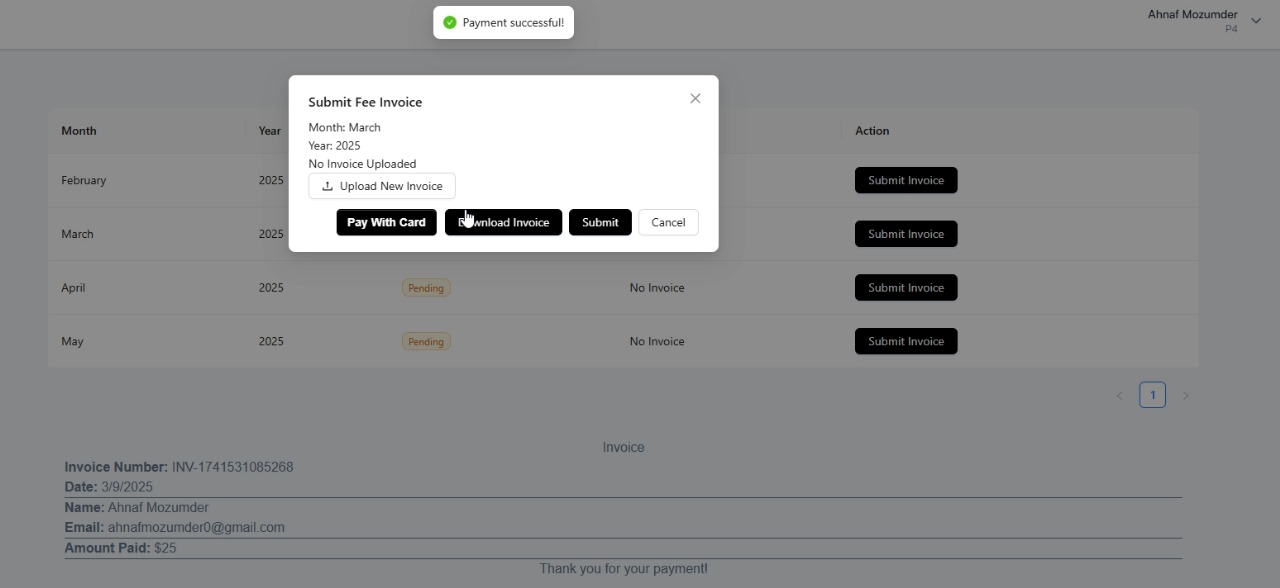 Payment successful!
Ahnaf Mozumder
P4
Submit Fee Invoice
Month: March
Year: 2025
No Invoice Uploaded
Upload New Invoice
Pay With Card Download Invoice Submit Cancel
Month Year Action
February 2025 Submit Invoice
March 2025 Submit Invoice
April 2025 Pending No Invoice Submit Invoice
May 2025 Pending No Invoice Submit Invoice
1
Invoice
Invoice Number: INV-1741531085268
Date: 3/9/2025
Name: Ahnaf Mozumder
Email: ahnafmozumder0@gmail.com
Amount Paid: $25
Thank you for your payment!